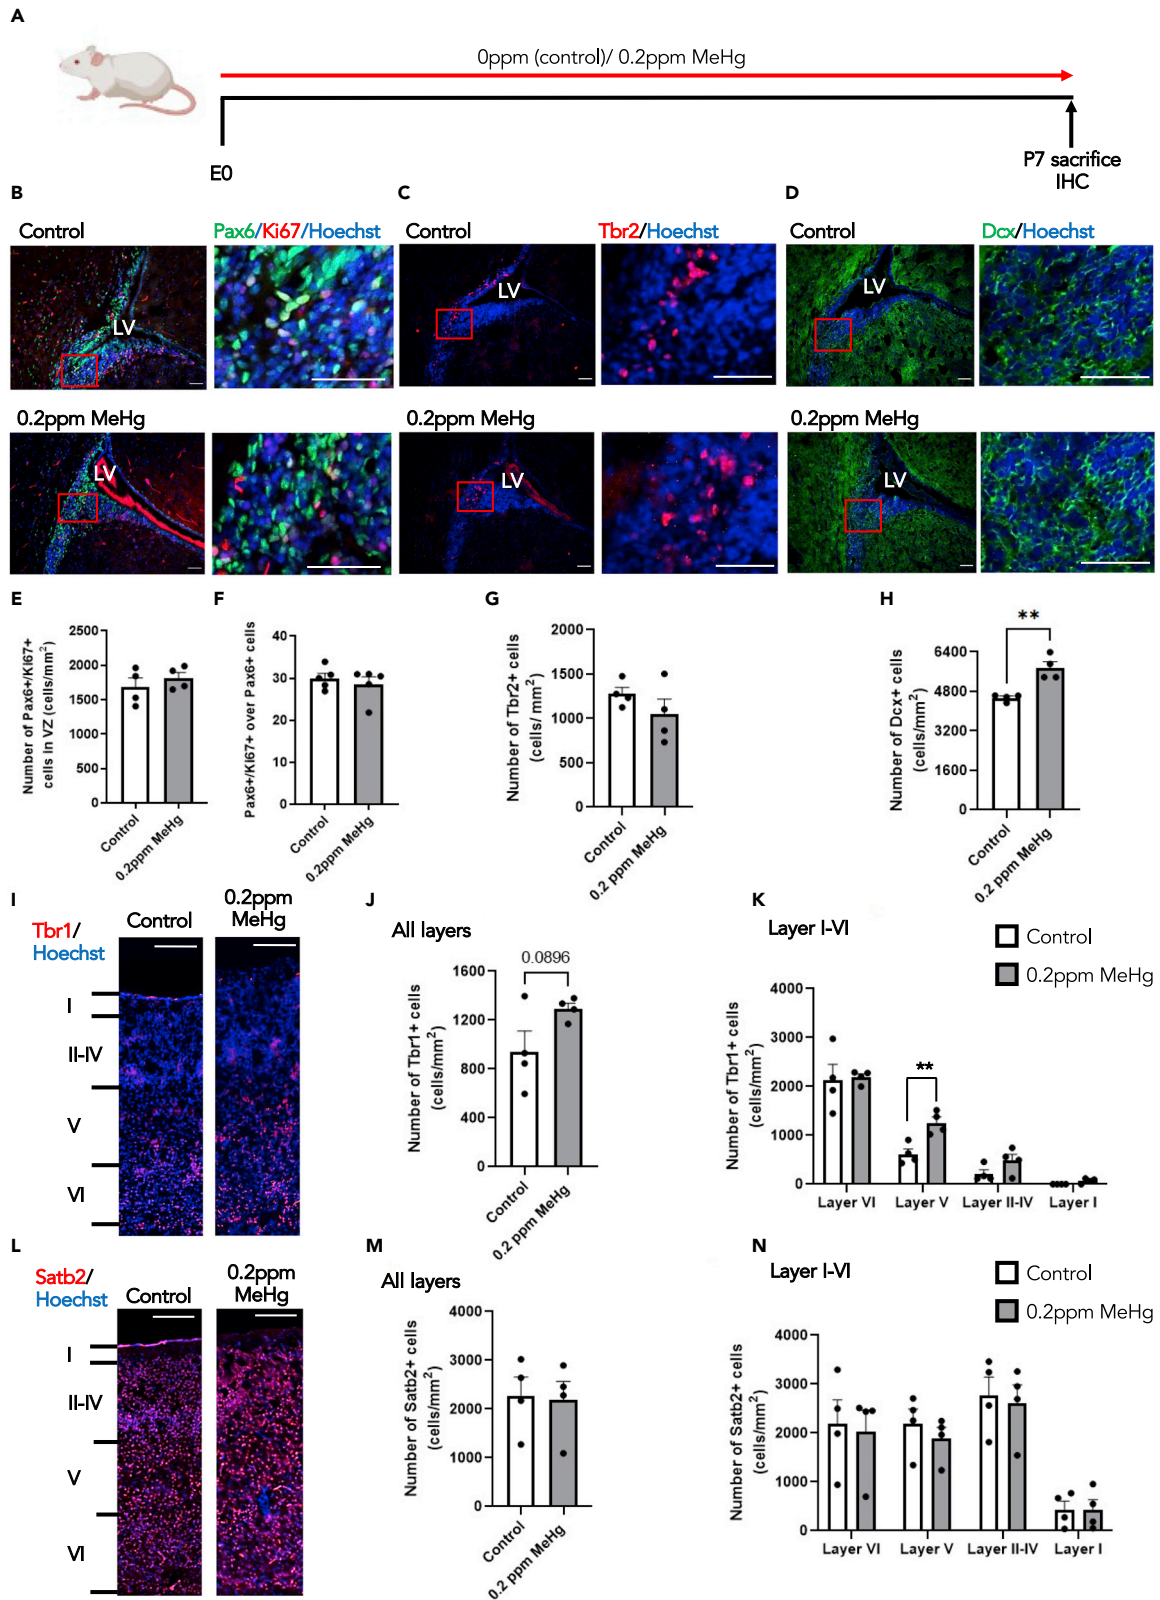 A
0ppm (control)/ 0.2ppm MeHg
E0
P7 sacrifice
IHC
B
Control
Pax6/Ki67/Hoechst
LV
0.2ppm MeHg
LV
C
Control
Tbr2/Hoechst
LV
0.2ppm MeHg
LV
D
Control
Dcx/Hoechst
LV
0.2ppm MeHg
LV
E
Number of Pax6+/Ki67+
cells in VZ (cells/mm²)
2500
2000
1500
1000
500
0
Control
0.2ppm MeHg
F
Pax6+/Ki67+ over Pax6+ cells
40
30
20
10
0
Control
0.2ppm MeHg
G
Number of Tbr2+ cells
(cells/ mm²)
2000
1500
1000
500
0
Control
0.2 ppm MeHg
H
**
Number of Dcx+ cells
(cells/mm²)
6400
4800
3200
1600
0
Control
0.2 ppm MeHg
I
Tbr1/
Hoechst
Control
0.2ppm
MeHg
I
II-IV
V
VI
J
All layers
0.0896
Number of Tbr1+ cells
(cells/mm²)
1600
1200
800
400
0
Control
0.2 ppm MeHg
K
Layer I-VI
Control
0.2ppm MeHg
**
Number of Tbr1+ cells
(cells/mm²)
4000
3000
2000
1000
0
Layer VI
Layer V
Layer II-IV
Layer I
L
Satb2/
Hoechst
Control
0.2ppm
MeHg
I
II-IV
V
VI
M
All layers
Number of Satb2+ cells
(cells/mm²)
4000
3000
2000
1000
0
Control
0.2 ppm MeHg
N
Layer I-VI
Control
0.2ppm MeHg
Number of Satb2+ cells
(cells/mm²)
4000
3000
2000
1000
0
Layer VI
Layer V
Layer II-IV
Layer I